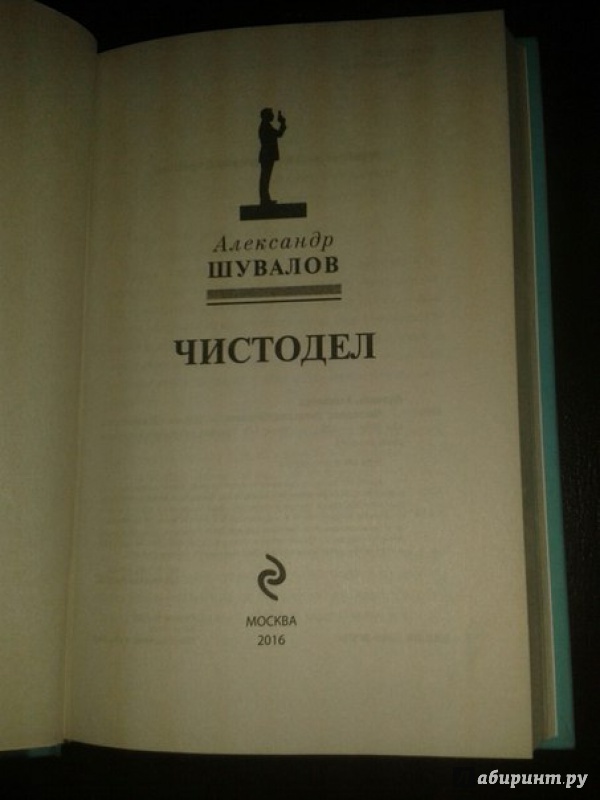 Александр
ШУВАЛОВ
ЧИСТОДЕЛ
МОСКВА
2016
абиринт.ру